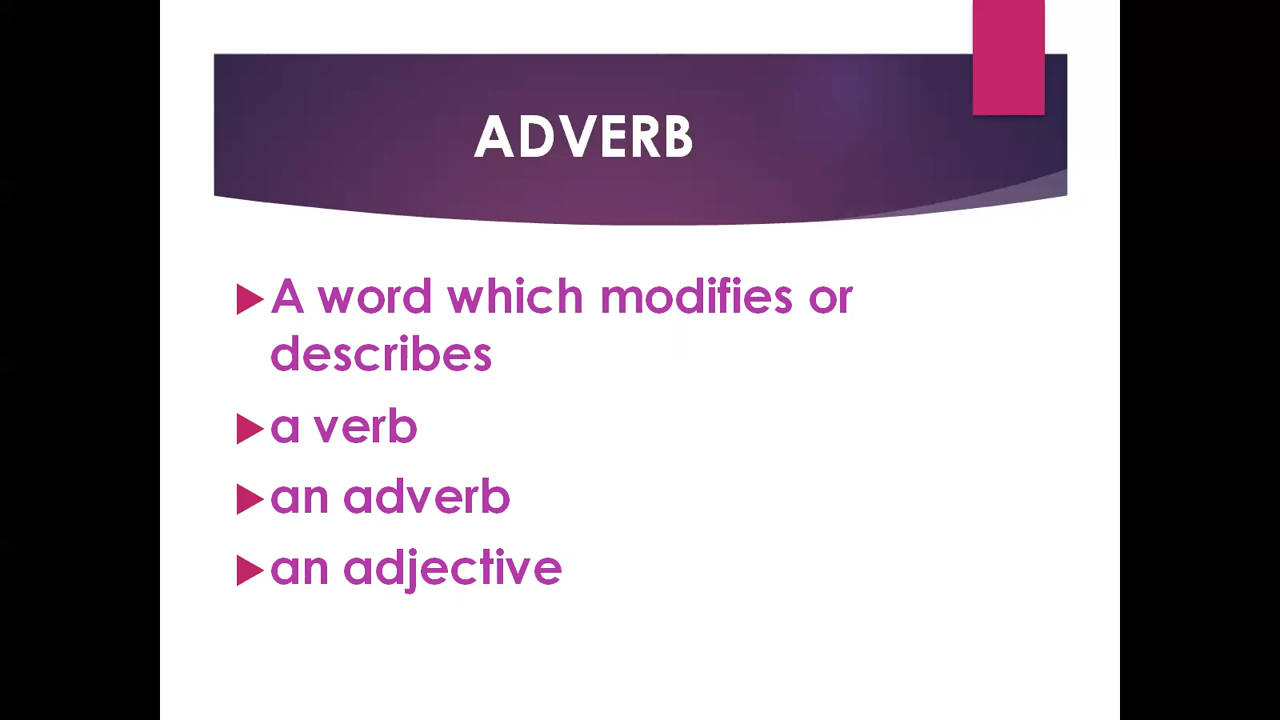 ADVERB
A word which modifies or
describes
a verb
an adverb
an adjective